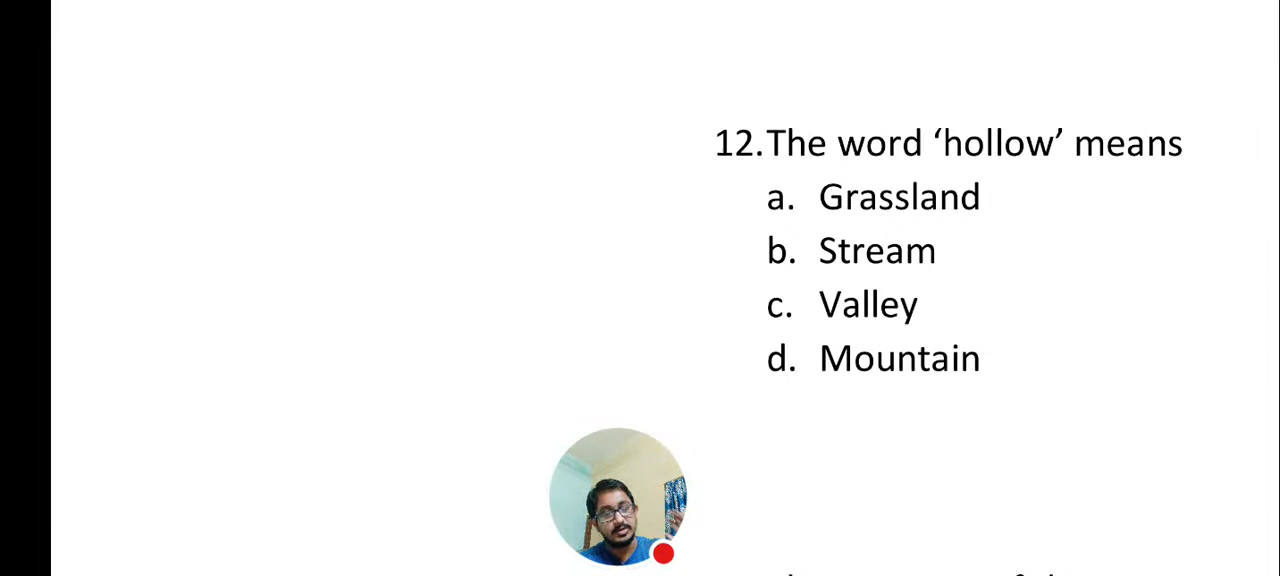 12. The word ‘hollow’ means
a. Grassland
b. Stream
c. Valley
d. Mountain